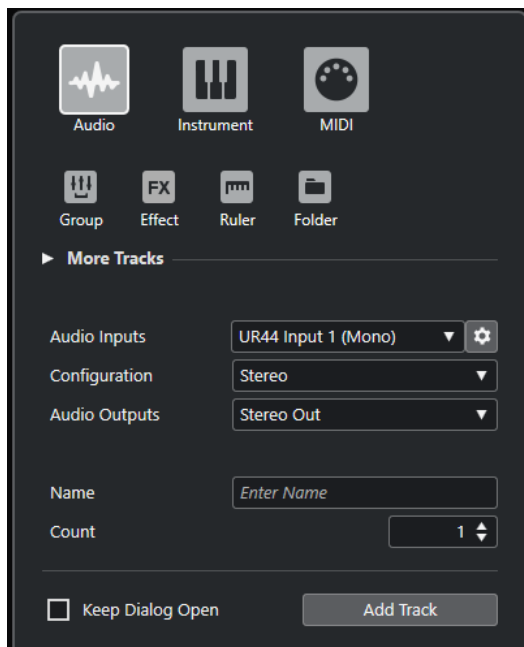 Audio Instrument MIDI
FX
Group Effect Ruler Folder
More Tracks
Audio Inputs UR44 Input 1 (Mono)
Configuration Stereo
Audio Outputs Stereo Out
Name Enter Name
Count 1
Keep Dialog Open Add Track